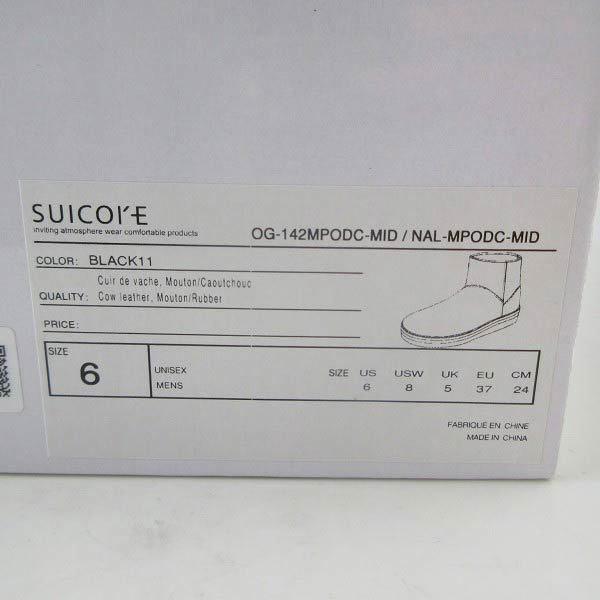 SUICOKE
inviting atmosphere wear comfortable products
OG-142MPODC-MID / NAL-MPODC-MID
COLOR: BLACK11
Cuir de vache, Mouton/Caoutchouc
QUALITY: Cow leather, Mouton/Rubber
PRICE:
SIZE 6 UNISEX MENS
SIZE US USW UK EU CM
6 8 5 37 24
FABRIQUE EN CHINE
MADE IN CHINA